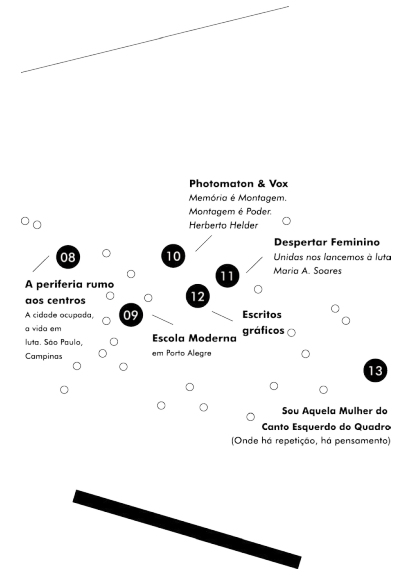 Photomaton & Vox
Memória é Montagem.
Montagem é Poder.
Herberto Helder
Despertar Feminino
Unidas nos lancemos à luta
Maria A. Soares
08
10
11
12
A periferia rumo
aos centros
A cidade ocupada,
a vida em
luta. São Paulo,
Campinas
09
Escola Moderna
em Porto Alegre
Escritos
gráficos
13
Sou Aquela Mulher do
Canto Esquerdo do Quadro
(Onde há repetição, há pensamento)